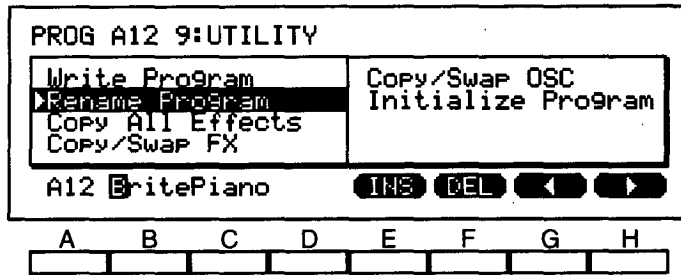 PROG A12 9:UTILITY
Write Program
▶Rename Program
Copy All Effects
Copy/Swap FX
Copy/Swap OSC
Initialize Program
A12 BritePiano
INS DEL ◀ ▶
A B C D E F G H